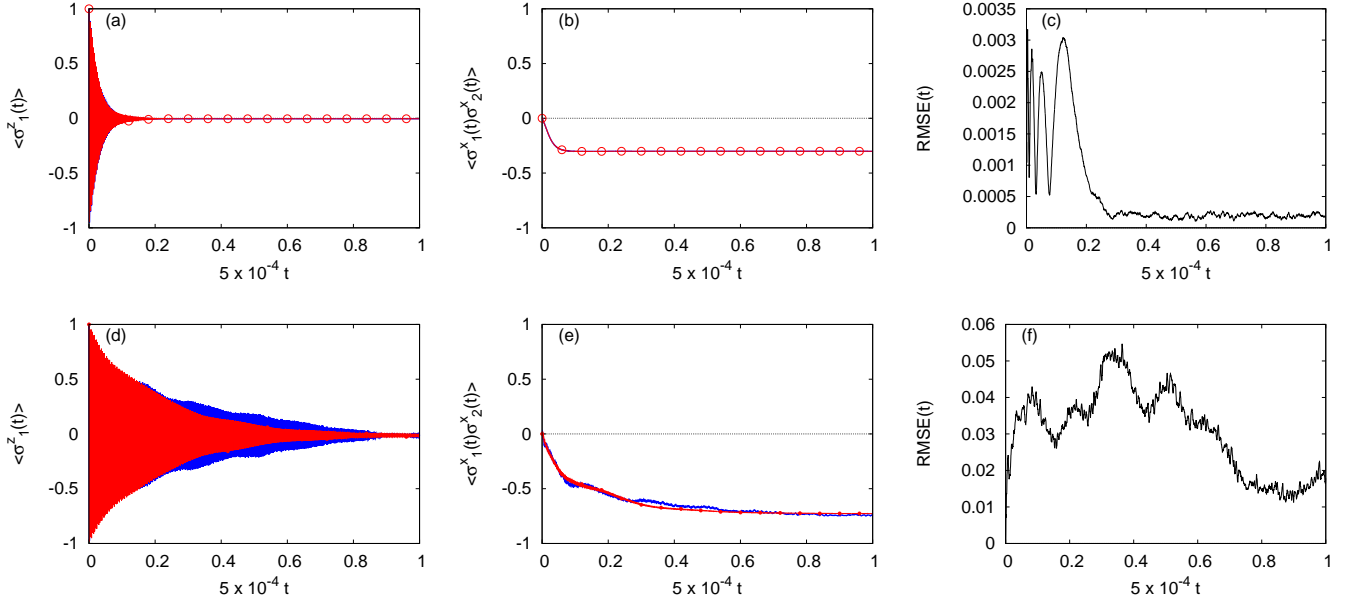 (a)
1
0.5
0
-0.5
-1
<σ^z_1(t)>
0 0.2 0.4 0.6 0.8 1
5 x 10^-4 t
(b)
1
0.5
0
-0.5
-1
<σ^x_1(t)σ^x_2(t)>
0 0.2 0.4 0.6 0.8 1
5 x 10^-4 t
(c)
0.0035
0.003
0.0025
0.002
0.0015
0.001
0.0005
0
RMSE(t)
0 0.2 0.4 0.6 0.8 1
5 x 10^-4 t
(d)
1
0.5
0
-0.5
-1
<σ^z_1(t)>
0 0.2 0.4 0.6 0.8 1
5 x 10^-4 t
(e)
1
0.5
0
-0.5
-1
<σ^x_1(t)σ^x_2(t)>
0 0.2 0.4 0.6 0.8 1
5 x 10^-4 t
(f)
0.06
0.05
0.04
0.03
0.02
0.01
0
RMSE(t)
0 0.2 0.4 0.6 0.8 1
5 x 10^-4 t